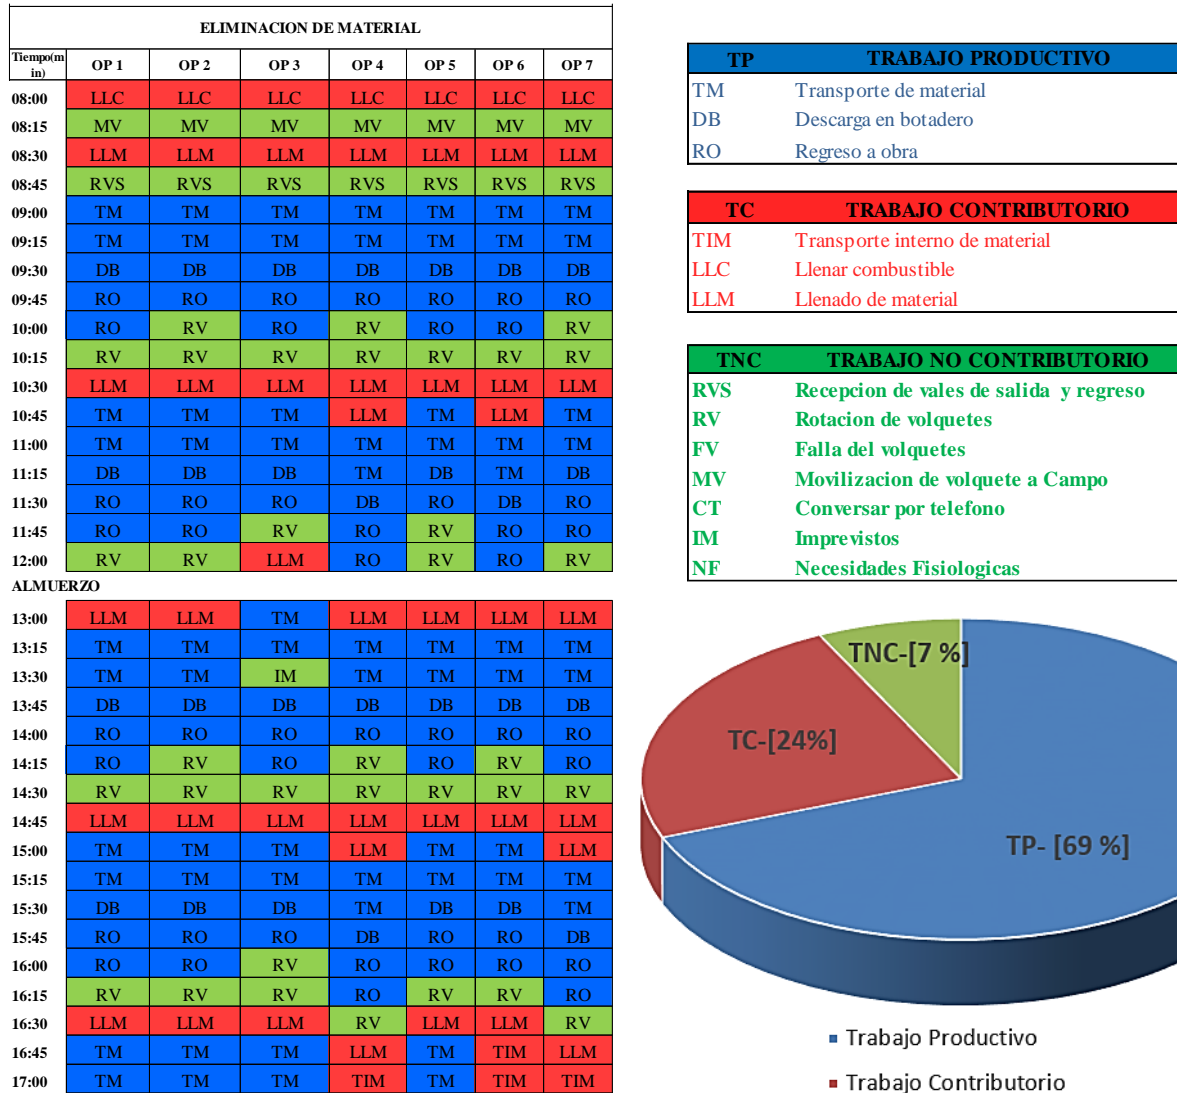 ELIMINACION DE MATERIAL
Tiempo(min) OP 1 OP 2 OP 3 OP 4 OP 5 OP 6 OP 7
08:00 LLC LLC LLC LLC LLC LLC LLC
08:15 MV MV MV MV MV MV MV
08:30 LLM LLM LLM LLM LLM LLM LLM
08:45 RVS RVS RVS RVS RVS RVS RVS
09:00 TM TM TM TM TM TM TM
09:15 TM TM TM TM TM TM TM
09:30 DB DB DB DB DB DB DB
09:45 RO RO RO RO RO RO RO
10:00 RO RV RO RV RO RO RV
10:15 RV RV RV RV RV RV RV
10:30 LLM LLM LLM LLM LLM LLM LLM
10:45 TM TM TM LLM TM LLM TM
11:00 TM TM TM TM TM TM TM
11:15 DB DB DB TM DB TM DB
11:30 RO RO RO DB RO DB RO
11:45 RO RO RV RO RV RO RO
12:00 RV RV LLM RO RV RO RV
ALMUERZO
13:00 LLM LLM TM LLM LLM LLM LLM
13:15 TM TM TM TM TM TM TM
13:30 TM TM IM TM TM TM TM
13:45 DB DB DB DB DB DB DB
14:00 RO RO RO RO RO RO RO
14:15 RO RV RO RV RO RV RO
14:30 RV RV RV RV RV RV RV
14:45 LLM LLM LLM LLM LLM LLM LLM
15:00 TM TM TM LLM TM TM LLM
15:15 TM TM TM TM TM TM TM
15:30 DB DB DB TM DB DB TM
15:45 RO RO RO DB RO RO DB
16:00 RO RO RV RO RO RO RO
16:15 RV RV RV RO RV RV RO
16:30 LLM LLM LLM RV LLM LLM RV
16:45 TM TM TM LLM TM TIM LLM
17:00 TM TM TM TIM TM TIM TIM
TP TRABAJO PRODUCTIVO
TM Transporte de material
DB Descarga en botadero
RO Regreso a obra
TC TRABAJO CONTRIBUTORIO
TIM Transporte interno de material
LLC Llenar combustible
LLM Llenado de material
TNC TRABAJO NO CONTRIBUTORIO
RVS Recepcion de vales de salida y regreso
RV Rotacion de volquetes
FV Falla del volquetes
MV Movilizacion de volquete a Campo
CT Conversar por telefono
IM Imprevistos
NF Necesidades Fisiologicas
TNC-[7 %]
TC-[24%]
TP- [69 %]
Trabajo Productivo
Trabajo Contributorio